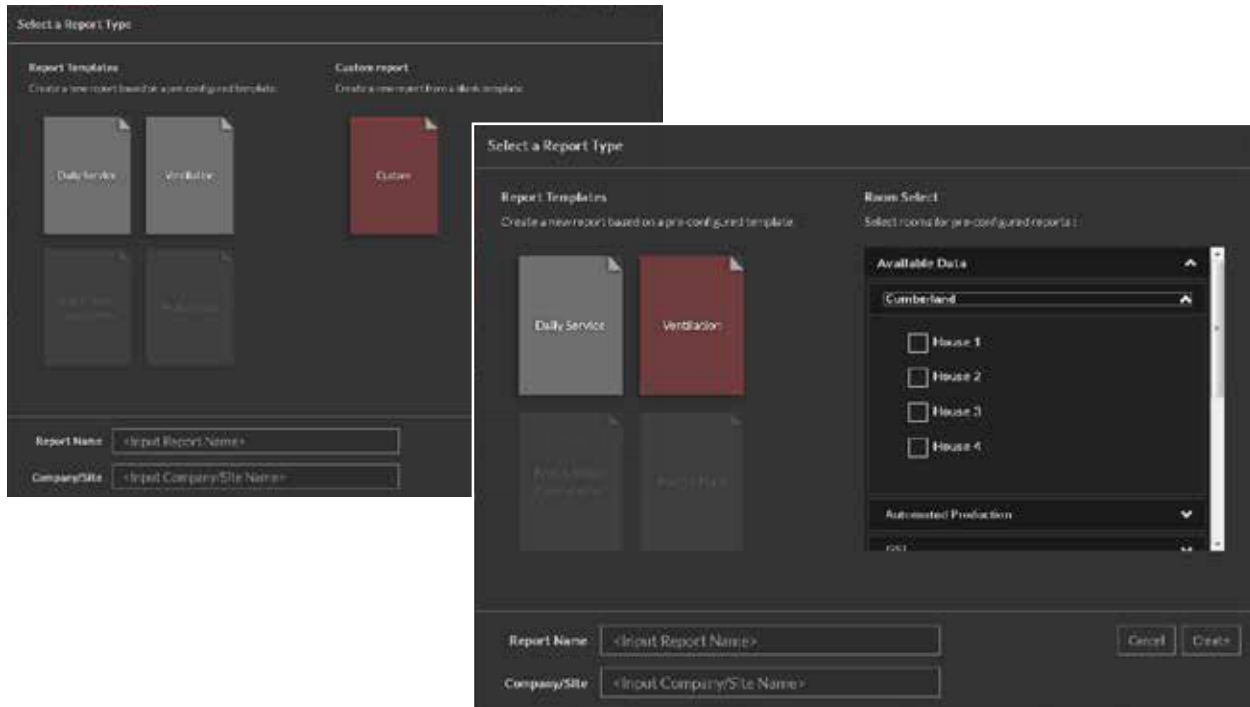 Select a Report Type
Report Templates
Create a new report based on a pre-configured template.
Custom report
Create a new report from a blank template.
Daily Service
Ventilation
Custom
Report Name
<Input Report Name>
Company/Site
<Input Company/Site Name>
Select a Report Type
Report Templates
Create a new report based on a pre-configured template.
Daily Service
Ventilation
Room Select
Select rooms for pre-configured reports :
Available Data
Cumberland
House 1
House 2
House 3
House 4
Automated Production
GSI
Report Name
<Input Report Name>
Cancel
Create
Company/Site
<Input Company/Site Name>